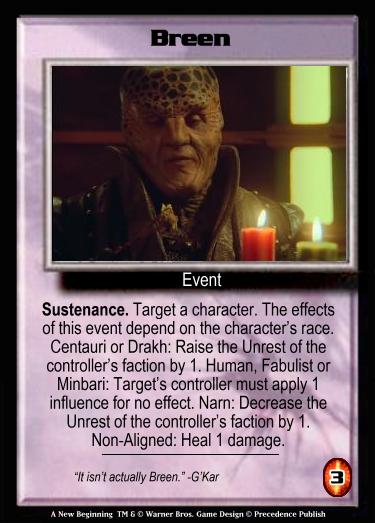 Breen
Event
Sustenance. Target a character. The effects
of this event depend on the character's race.
Centauri or Drakh: Raise the Unrest of the
controller's faction by 1. Human, Fabulist or
Minbari: Target's controller must apply 1
influence for no effect. Narn: Decrease the
Unrest of the controller's faction by 1.
Non-Aligned: Heal 1 damage.
"It isn't actually Breen." -G'Kar
3
A New Beginning TM & © Warner Bros. Game Design © Precedence Publish